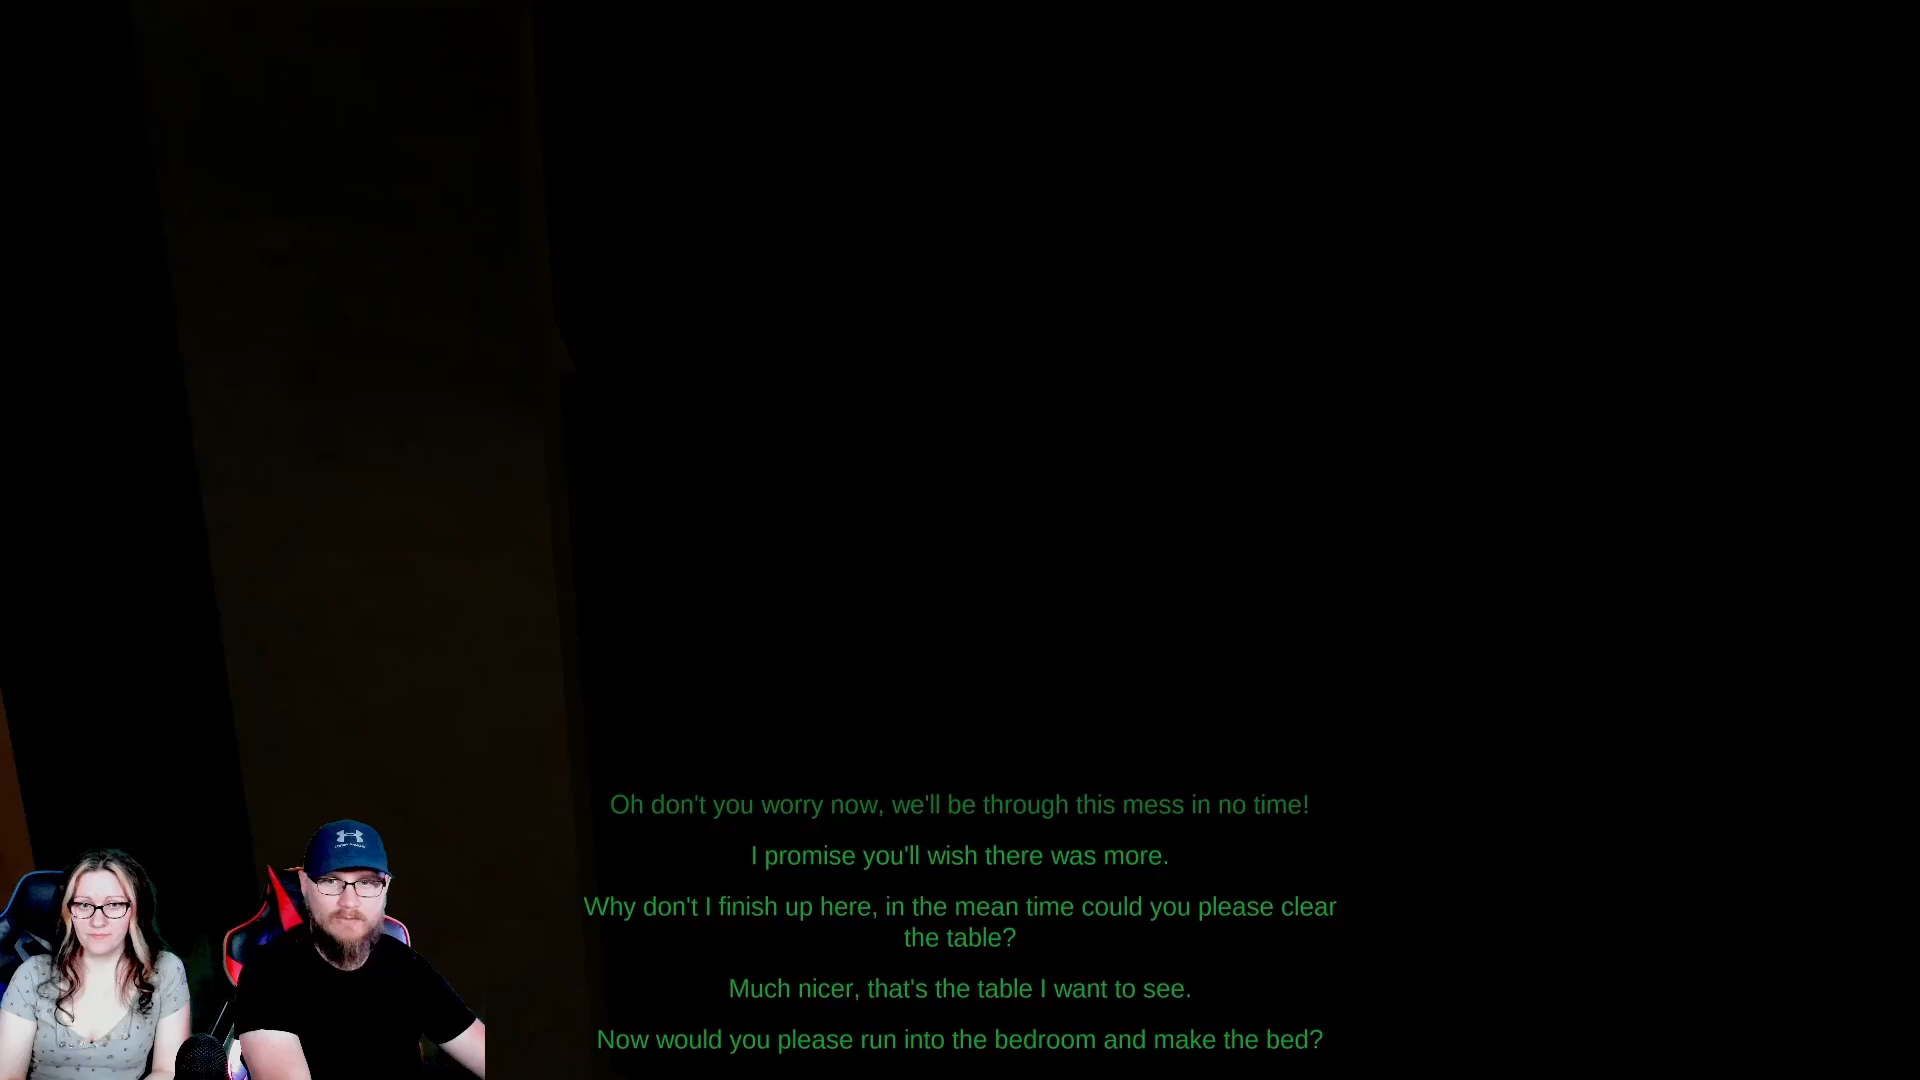 Oh don't you worry now, we'll be through this mess in no time!
I promise you'll wish there was more.
Why don't I finish up here, in the mean time could you please clear
the table?
Much nicer, that's the table I want to see.
Now would you please run into the bedroom and make the bed?